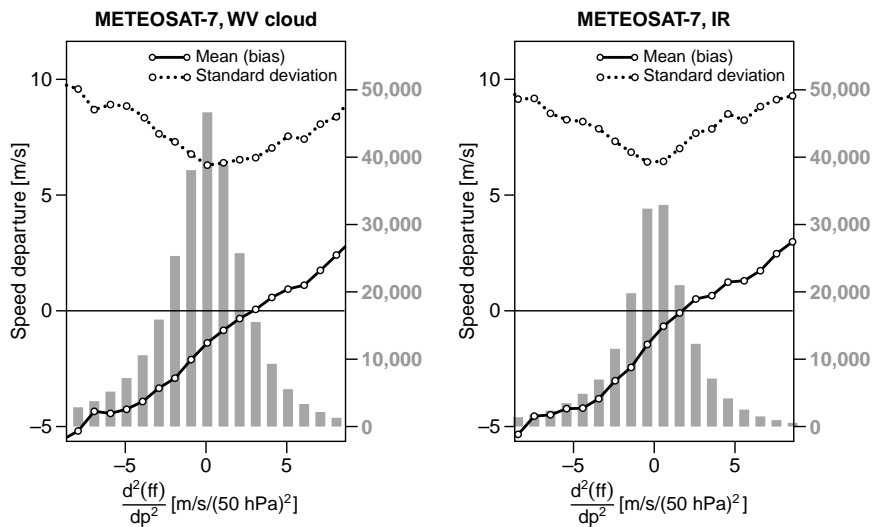 METEOSAT-7, WV cloud
Mean (bias)
Standard deviation
10
5
0
–5
Speed departure [m/s]
50,000
40,000
30,000
20,000
10,000
0
–5
0
5
d²(ff)
dp² [m/s/(50 hPa)²]
METEOSAT-7, IR
Mean (bias)
Standard deviation
10
5
0
–5
Speed departure [m/s]
50,000
40,000
30,000
20,000
10,000
0
–5
0
5
d²(ff)
dp² [m/s/(50 hPa)²]